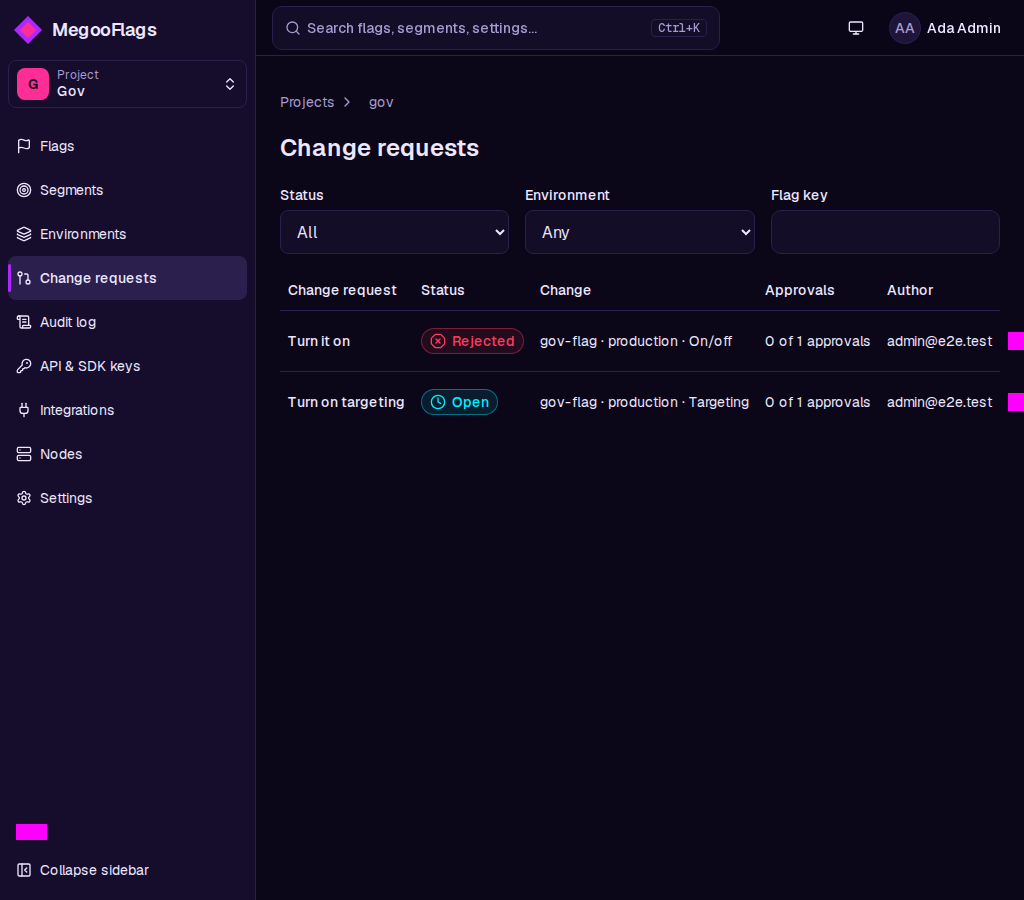 MegooFlags
Search flags, segments, settings...
Ctrl+K
AA
Ada Admin
G
Project
Gov
Flags
Segments
Environments
Change requests
Audit log
API & SDK keys
Integrations
Nodes
Settings
Collapse sidebar
Projects
gov
Change requests
Status
Environment
Flag key
All
Any
Change request Status Change Approvals Author
Turn it on Rejected gov-flag · production · On/off 0 of 1 approvals admin@e2e.test
Turn on targeting Open gov-flag · production · Targeting 0 of 1 approvals admin@e2e.test